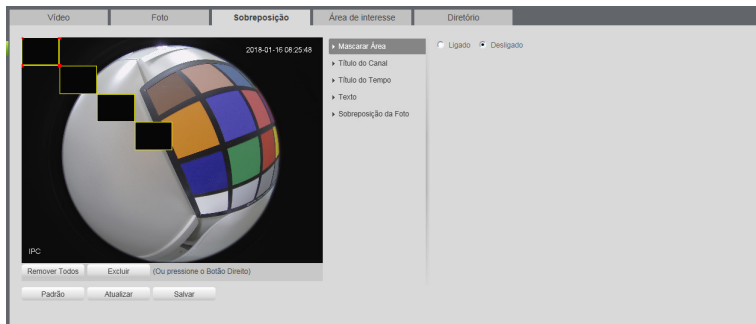 Vídeo Foto Sobreposição Área de interesse Diretório
2018-01-16 08:25:48
IPC
Mascarar Área
Título do Canal
Título do Tempo
Texto
Sobreposição da Foto
Ligado Desligado
Remover Todos Excluir (Ou pressione o Botão Direito)
Padrão Atualizar Salvar